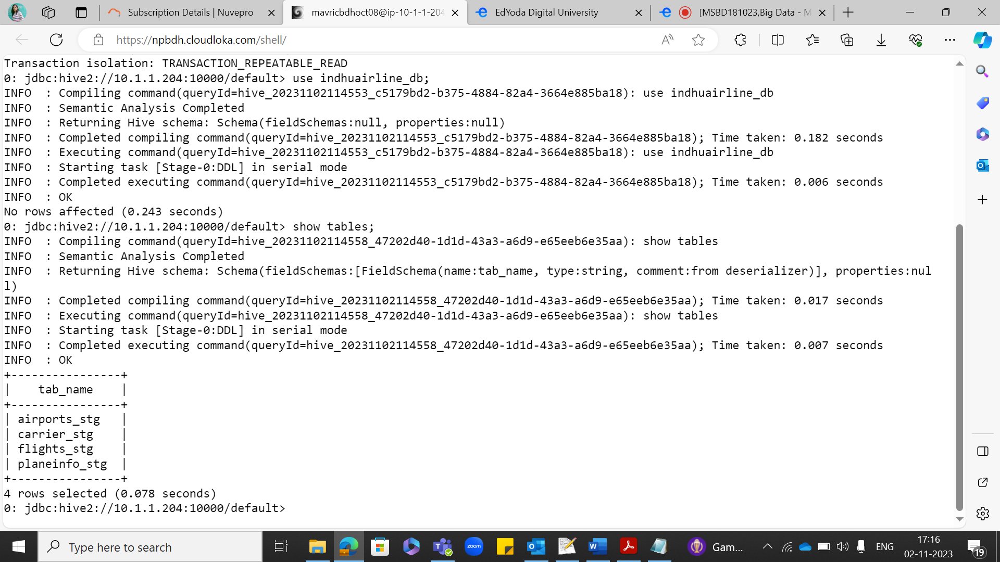 Subscription Details | Nuvepro
mavricbdhoct08@ip-10-1-1-204
EdYoda Digital University
[MSBD181023,Big Data - M
https://npbdh.cloudloka.com/shell/
Transaction isolation: TRANSACTION_REPEATABLE_READ
0: jdbc:hive2://10.1.1.204:10000/default> use indhuairline_db;
INFO  : Compiling command(queryId=hive_20231102114553_c5179bd2-b375-4884-82a4-3664e885ba18): use indhuairline_db
INFO  : Semantic Analysis Completed
INFO  : Returning Hive schema: Schema(fieldSchemas:null, properties:null)
INFO  : Completed compiling command(queryId=hive_20231102114553_c5179bd2-b375-4884-82a4-3664e885ba18); Time taken: 0.182 seconds
INFO  : Executing command(queryId=hive_20231102114553_c5179bd2-b375-4884-82a4-3664e885ba18): use indhuairline_db
INFO  : Starting task [Stage-0:DDL] in serial mode
INFO  : Completed executing command(queryId=hive_20231102114553_c5179bd2-b375-4884-82a4-3664e885ba18); Time taken: 0.006 seconds
INFO  : OK
No rows affected (0.243 seconds)
0: jdbc:hive2://10.1.1.204:10000/default> show tables;
INFO  : Compiling command(queryId=hive_20231102114558_47202d40-1d1d-43a3-a6d9-e65eeb6e35aa): show tables
INFO  : Semantic Analysis Completed
INFO  : Returning Hive schema: Schema(fieldSchemas:[FieldSchema(name:tab_name, type:string, comment:from deserializer)], properties:nul
l)
INFO  : Completed compiling command(queryId=hive_20231102114558_47202d40-1d1d-43a3-a6d9-e65eeb6e35aa); Time taken: 0.017 seconds
INFO  : Executing command(queryId=hive_20231102114558_47202d40-1d1d-43a3-a6d9-e65eeb6e35aa): show tables
INFO  : Starting task [Stage-0:DDL] in serial mode
INFO  : Completed executing command(queryId=hive_20231102114558_47202d40-1d1d-43a3-a6d9-e65eeb6e35aa); Time taken: 0.007 seconds
INFO  : OK
+----------------+
|    tab_name    |
+----------------+
| airports_stg   |
| carrier_stg    |
| flights_stg    |
| planeinfo_stg  |
+----------------+
4 rows selected (0.078 seconds)
0: jdbc:hive2://10.1.1.204:10000/default>
Type here to search
zoom
Gam...
ENG
17:16
02-11-2023
19